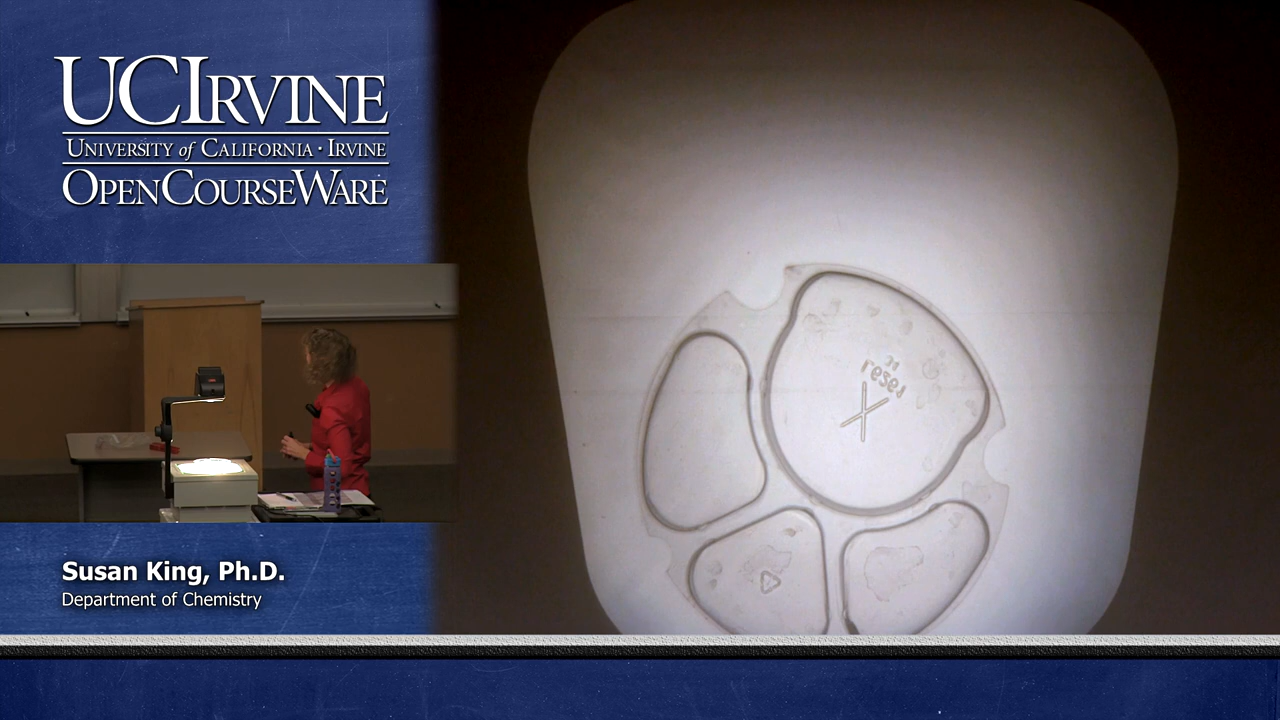 UCIRVINE
UNIVERSITY of CALIFORNIA · IRVINE
OPENCOURSEWARE
Susan King, Ph.D.
Department of Chemistry